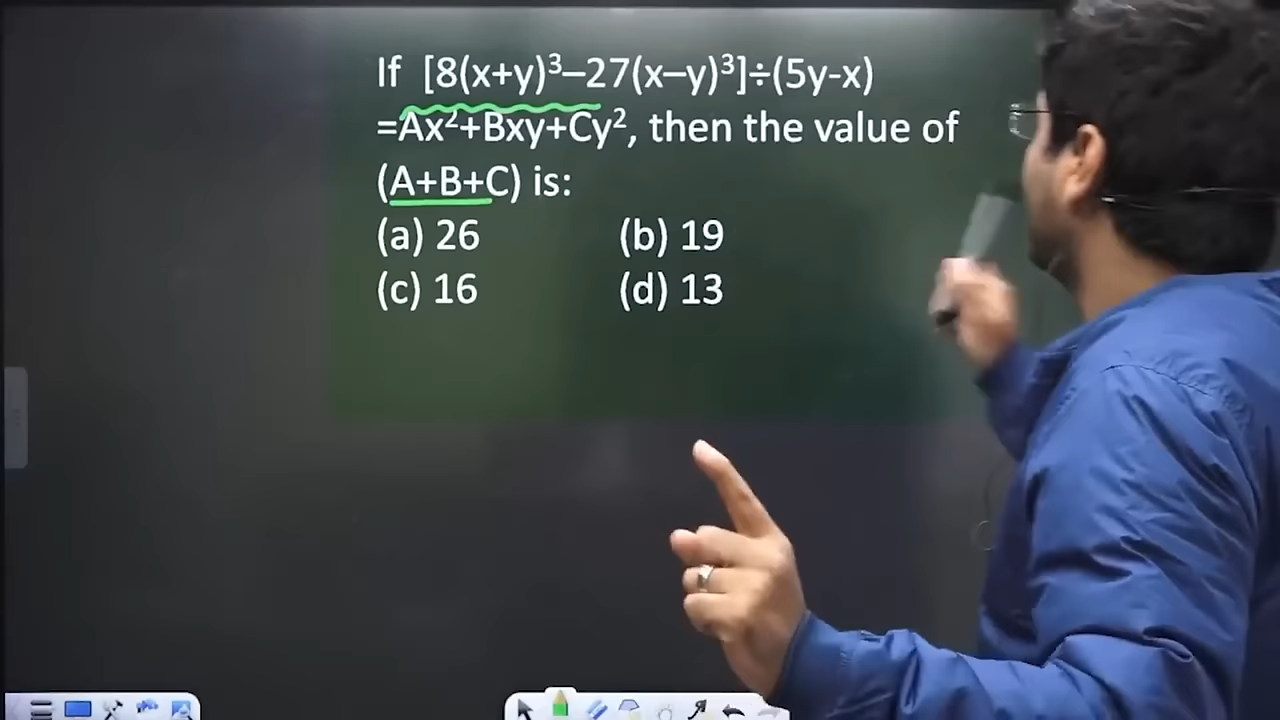 If [8(x+y)³–27(x–y)³]÷(5y-x)
=Ax²+Bxy+Cy², then the value of
(A+B+C) is:
(a) 26 (b) 19
(c) 16 (d) 13